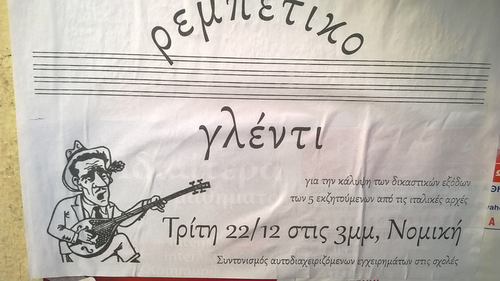 ρεμπέτικο
γλέντι
για την κάλυψη των δικαστικών εξόδων
των 5 εκζητούμενων από τις ιταλικές αρχές
Τρίτη 22/12 στις 3μμ, Νομική
Συντονισμός αυτοδιαχειριζόμενων εγχειρημάτων στις σχολές